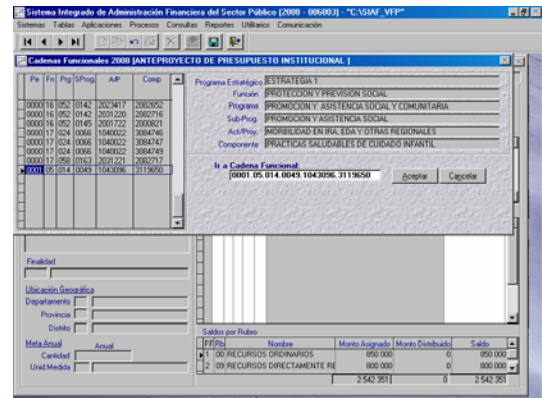 Sistema Integrado de Administración Financiera del Sector Público [2008 - 006003] - "C:\SIAF_VFP"
Sistemas Tablas Aplicaciones Procesos Consultas Reportes Utilitarios Comunicación
Cadenas Funcionales 2008 [ANTEPROYECTO DE PRESUPUESTO INSTITUCIONAL ]
Pe Fn Prg SProg A/P Comp
0000 16 052 0142 2023417 2082652
0000 16 052 0142 2031220 2082716
0000 16 052 0145 2001722 2000821
0000 17 024 0066 1040022 3084746
0000 17 024 0066 1040022 3084747
0000 17 024 0066 1040022 3084749
0000 17 058 0163 2031221 2082717
0001 05 014 0049 1043096 3119650
Programa Estratégico ESTRATEGIA 1
Función PROTECCION Y PREVISION SOCIAL
Programa PROMOCION Y ASISTENCIA SOCIAL Y COMUNITARIA
Sub-Prog. PROMOCION Y ASISTENCIA SOCIAL
Act/Proy. MORBILIDAD EN IRA, EDA Y OTRAS REGIONALES
Componente PRACTICAS SALUDABLES DE CUIDADO INFANTIL
Ir a Cadena Funcional:
0001.05.014.0049.1043096.3119650
Aceptar Cancelar
Finalidad
Ubicación Geográfica
Departamento
Provincia
Distrito
Meta Anual Anual
Cantidad
Unid.Medida
Saldos por Rubro
FF Rb Nombre Monto Asignado Monto Distribuido Saldo
1 00 RECURSOS ORDINARIOS 850 000 0 850 000
2 09 RECURSOS DIRECTAMENTE RE 800 000 0 800 000
2 542 351 0 2 542 351